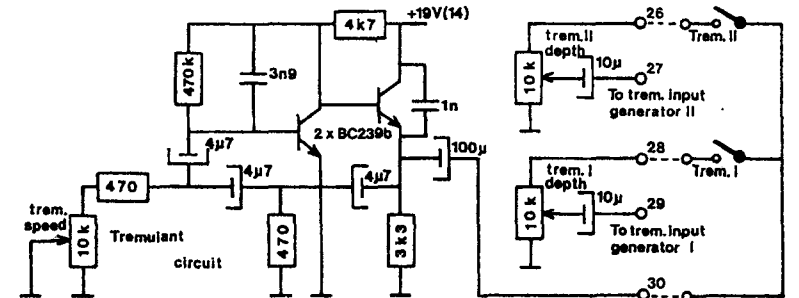 +19V(14)
4k7
470k
3n9
1n
2 x BC239b
4µ7
100µ
470
4µ7
4µ7
trem.
speed
10k
Tremulant
circuit
470
3k3
26
trem.II
depth
Trem. II
10k
10µ
27
To trem. input
generator II
28
trem. I
depth
Trem. I
10k
10µ
29
To trem. input
generator I
30